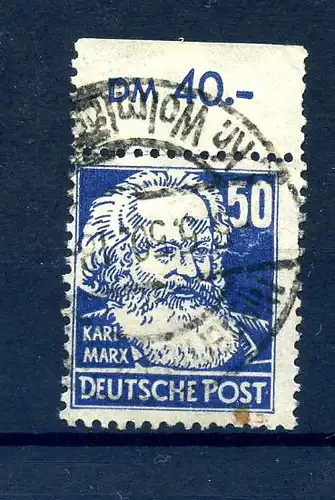 DM 40.-
50
KARL
MARX
DEUTSCHE POST